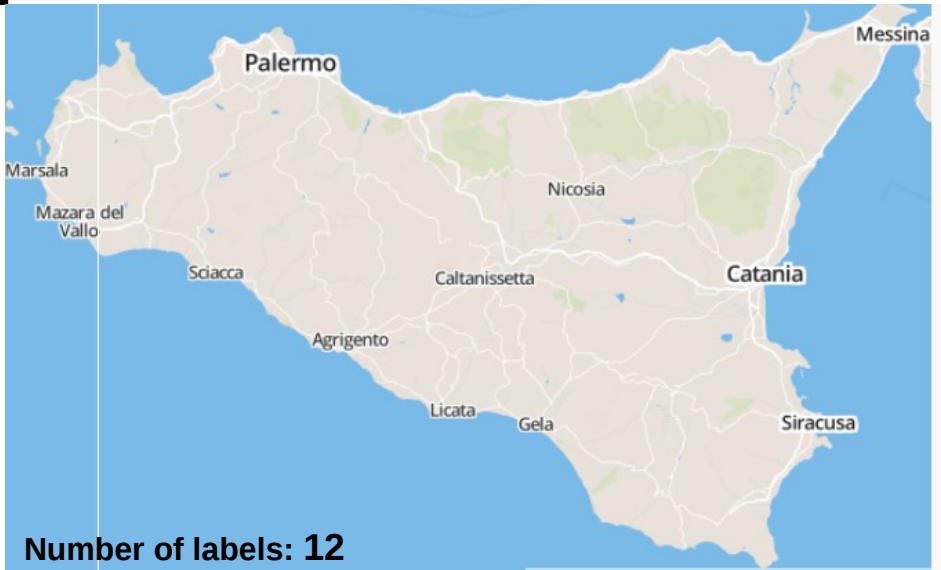 Messina
Palermo
Marsala
Nicosia
Mazara del
Vallo
Sciacca
Caltanissetta
Catania
Agrigento
Licata
Gela
Siracusa
Number of labels: 12